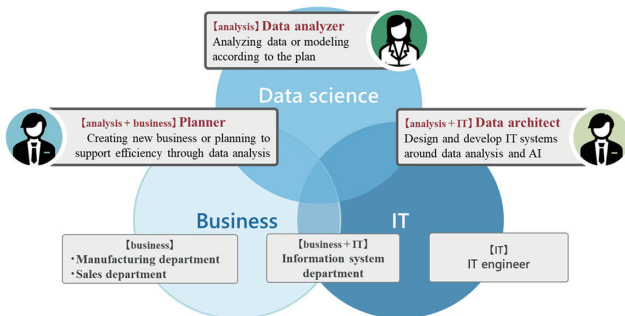 【analysis】Data analyzer
Analyzing data or modeling
according to the plan
Data science
【analysis+business】Planner
Creating new business or planning to
support efficiency through data analysis
【analysis+IT】Data architect
Design and develop IT systems
around data analysis and AI
Business
IT
【business】
・Manufacturing department
・Sales department
【business+IT】
Information system
department
【IT】
IT engineer